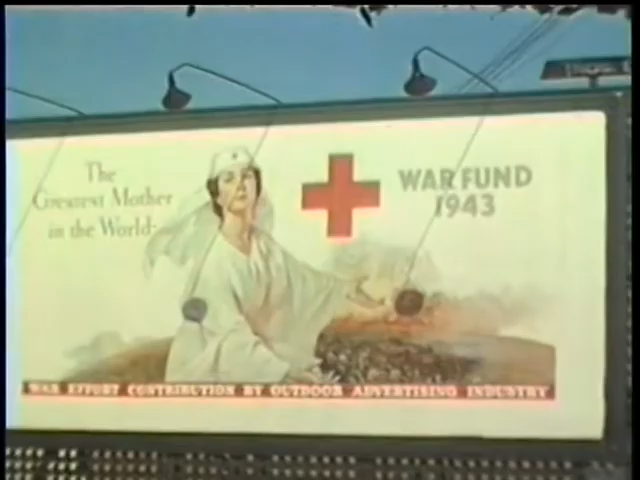 The
Greatest Mother
in the World-
WAR FUND
1943
WAR EFFORT CONTRIBUTION BY OUTDOOR ADVERTISING INDUSTRY